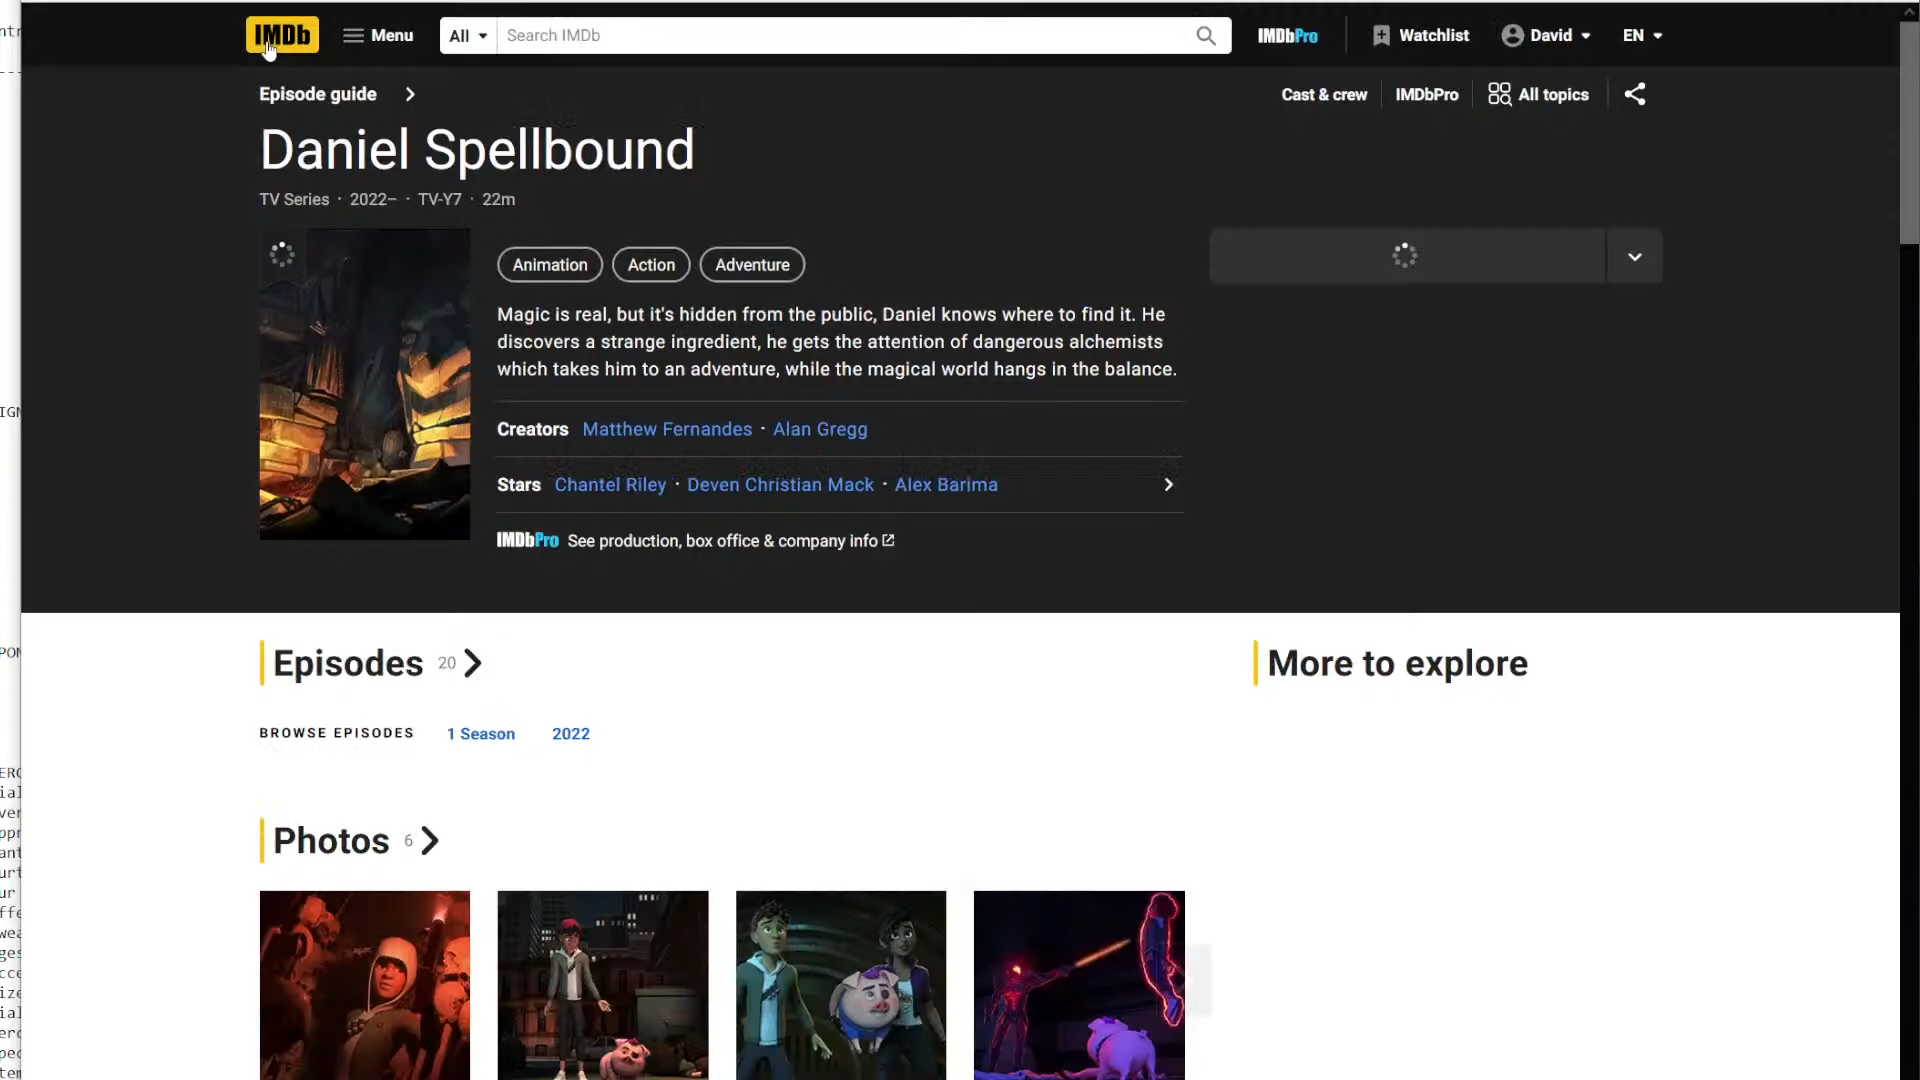 IMDb Menu All Search IMDb IMDbPro Watchlist David EN
Episode guide Cast & crew IMDbPro All topics
Daniel Spellbound
TV Series · 2022– · TV-Y7 · 22m
Animation Action Adventure
Magic is real, but it's hidden from the public, Daniel knows where to find it. He
discovers a strange ingredient, he gets the attention of dangerous alchemists
which takes him to an adventure, while the magical world hangs in the balance.
Creators Matthew Fernandes · Alan Gregg
Stars Chantel Riley · Deven Christian Mack · Alex Barima
IMDbPro See production, box office & company info
Episodes 20
More to explore
BROWSE EPISODES 1 Season 2022
Photos 6